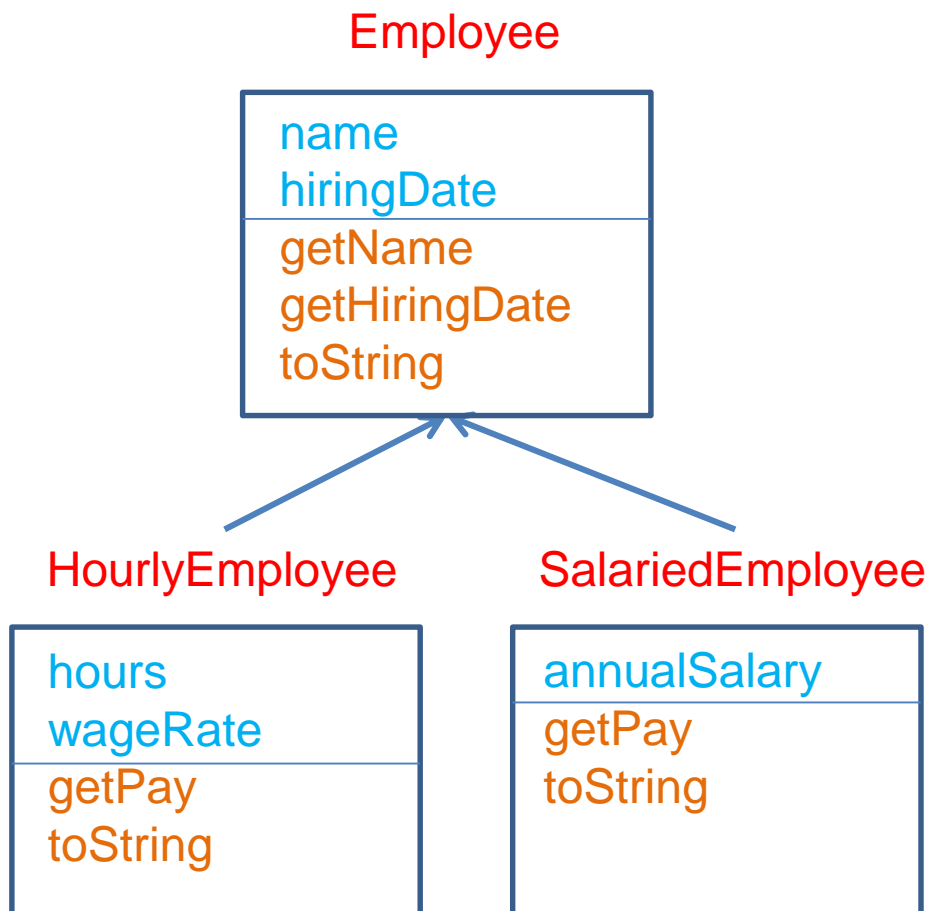 Employee
name
hiringDate
getName
getHiringDate
toString
HourlyEmployee
hours
wageRate
getPay
toString
SalariedEmployee
annualSalary
getPay
toString